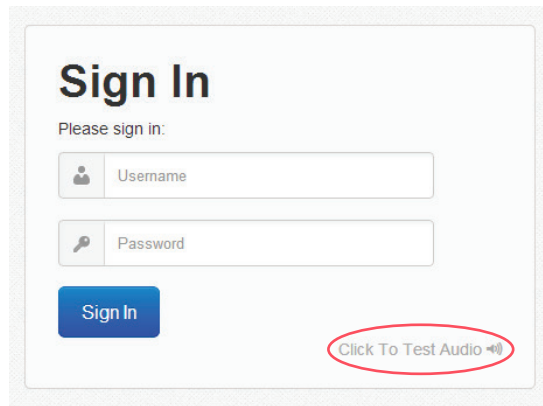 Sign In
Please sign in:
Username
Password
Sign In
Click To Test Audio